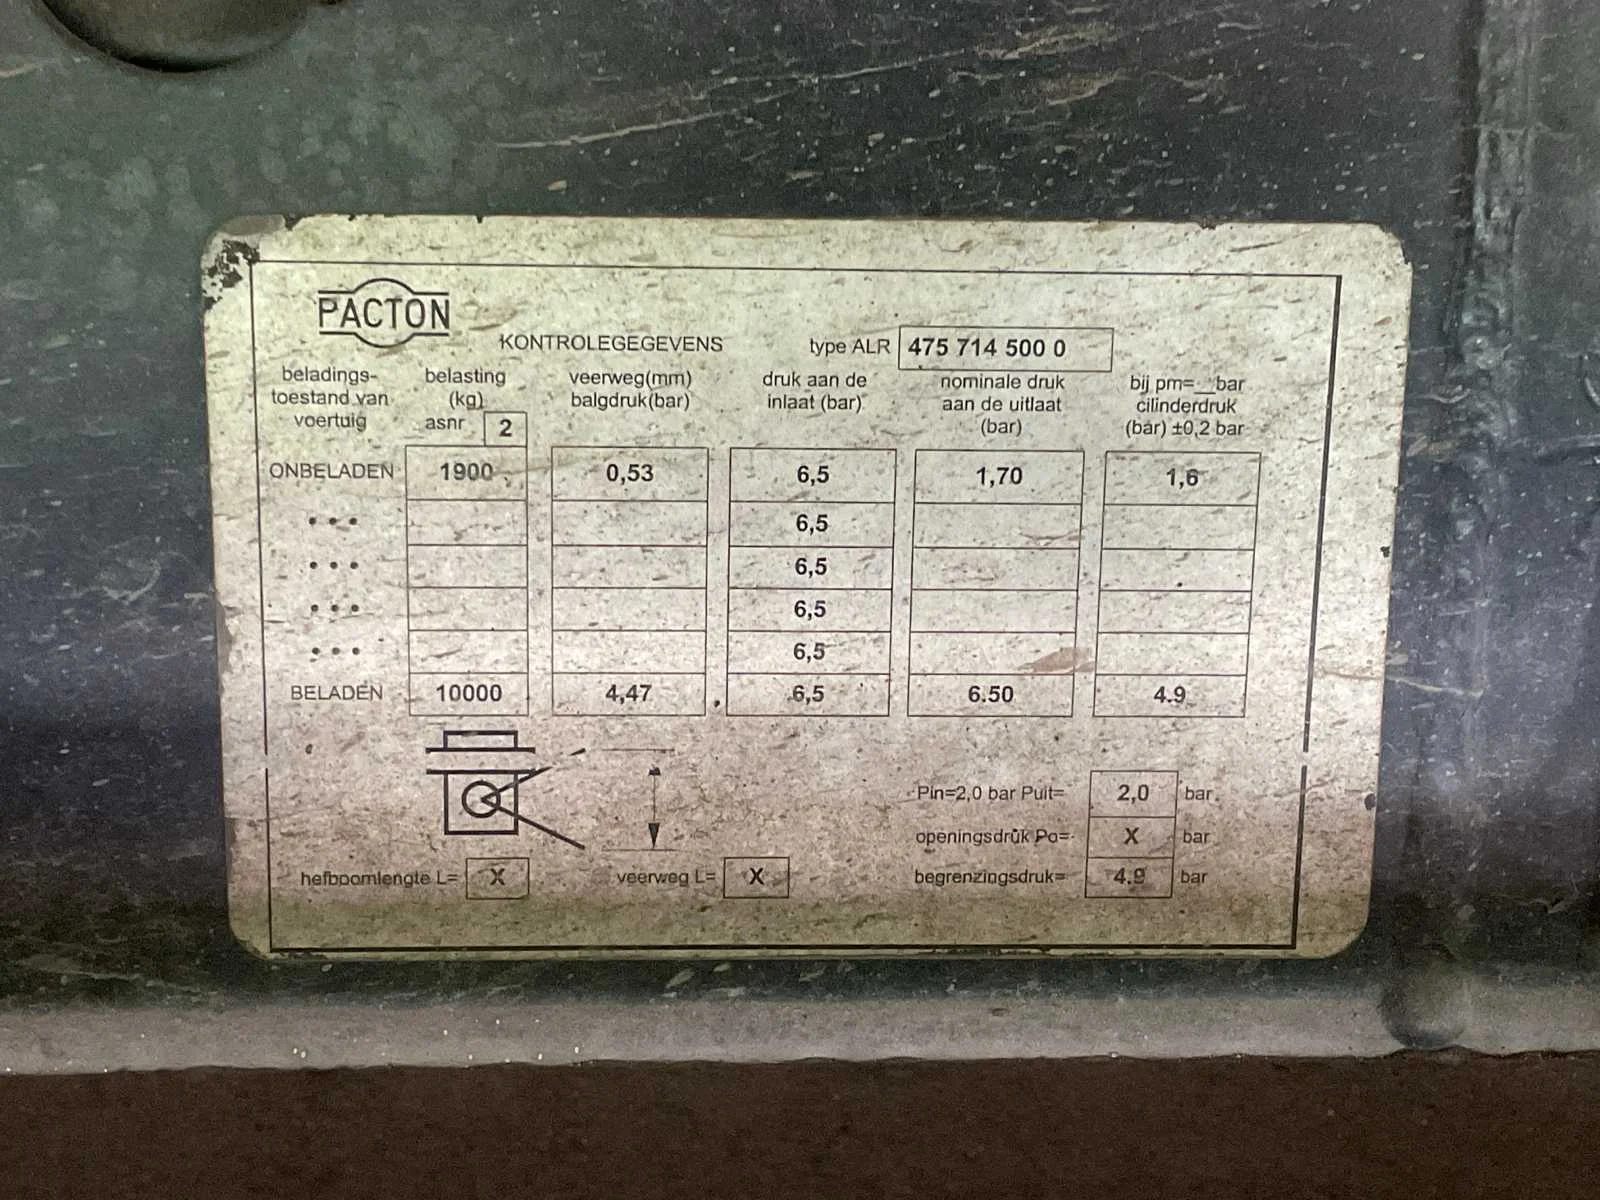 PACTON
KONTROLEGEGEVENS type ALR 475 714 500 0
beladings- belasting veerweg(mm) druk aan de nominale druk bij pm=__bar
toestand van (kg) balgdruk(bar) inlaat (bar) aan de uitlaat cilinderdruk
voertuig asnr 2 (bar) (bar) ±0,2 bar
ONBELADEN 1900 0,53 6,5 1,70 1,6
• • • 6,5
• • • 6,5
• • • 6,5
• • • 6,5
BELADEN 10000 4,47 6,5 6.50 4.9
Pin=2,0 bar Puit= 2,0 bar
openingsdruk Po= X bar
hefboomlengte L= X veerweg L= X begrenzingsdruk= 4.9 bar